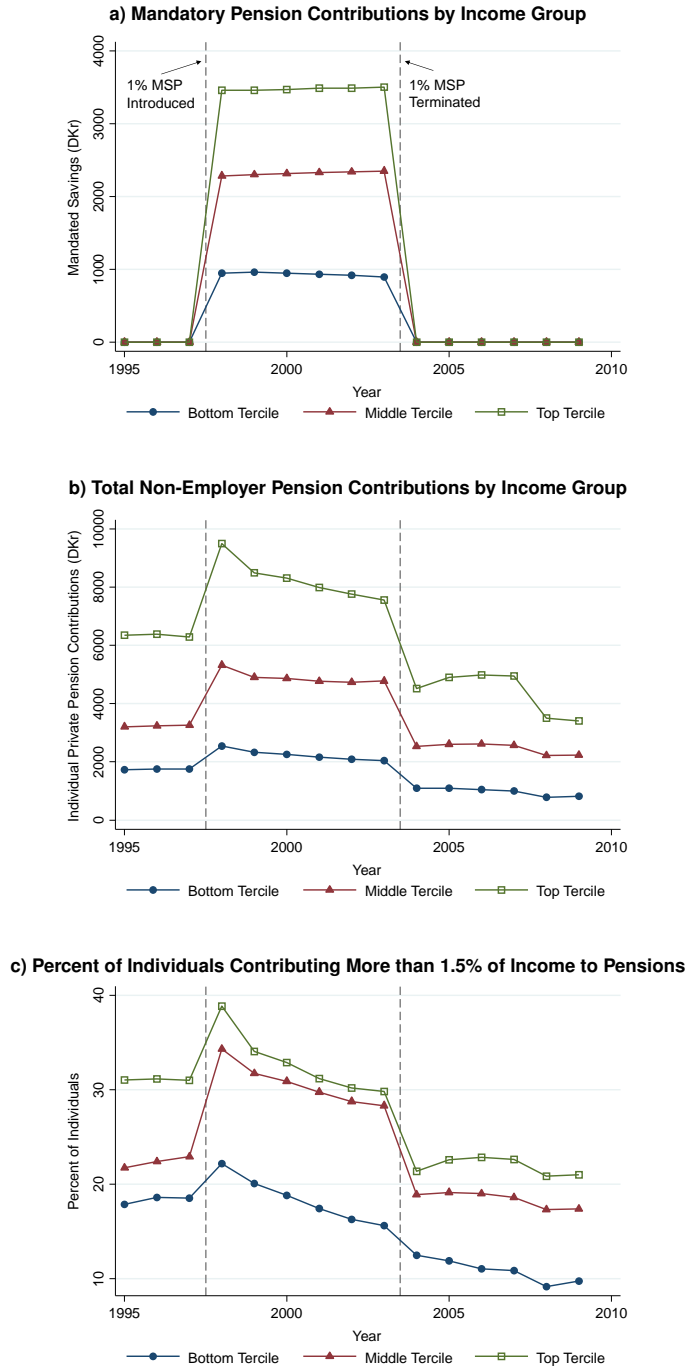 a) Mandatory Pension Contributions by Income Group
Mandated Savings (DKr)
4000
3000
2000
1000
0
1% MSP
Introduced
1% MSP
Terminated
1995 2000 2005 2010
Year
Bottom Tercile Middle Tercile Top Tercile
b) Total Non-Employer Pension Contributions by Income Group
Individual Private Pension Contributions (DKr)
10000
8000
6000
4000
2000
0
1995 2000 2005 2010
Year
Bottom Tercile Middle Tercile Top Tercile
c) Percent of Individuals Contributing More than 1.5% of Income to Pensions
Percent of Individuals
40
30
20
10
1995 2000 2005 2010
Year
Bottom Tercile Middle Tercile Top Tercile